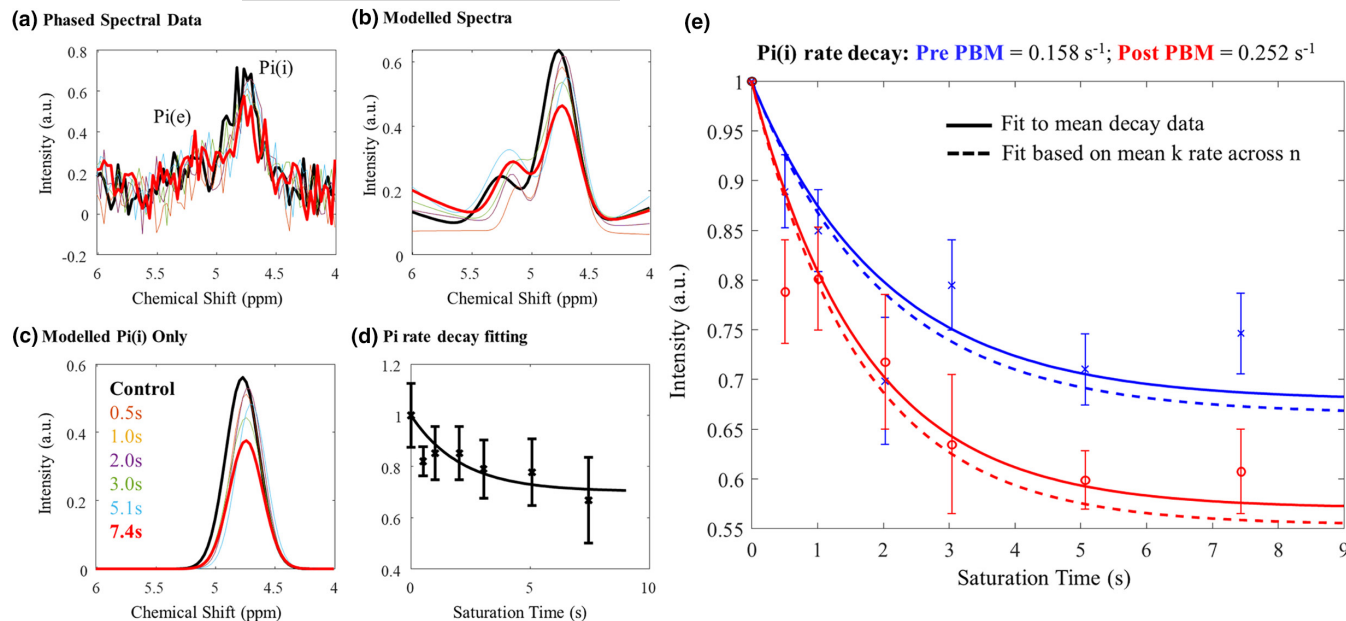 (a) Phased Spectral Data
0.8
0.6
0.4
0.2
0
-0.2
Intensity (a.u.)
Pi(i)
Pi(e)
6 5.5 5 4.5 4
Chemical Shift (ppm)
(b) Modelled Spectra
0.6
0.4
0.2
0
Intensity (a.u.)
6 5.5 5 4.5 4
Chemical Shift (ppm)
(c) Modelled Pi(i) Only
0.6
0.4
0.2
0
Intensity (a.u.)
Control
0.5s
1.0s
2.0s
3.0s
5.1s
7.4s
6 5.5 5 4.5 4
Chemical Shift (ppm)
(d) Pi rate decay fitting
1.2
1.0
0.8
0.6
0.4
Intensity (a.u.)
0 5 10
Saturation Time (s)
(e)
Pi(i) rate decay: Pre PBM = 0.158 s⁻¹; Post PBM = 0.252 s⁻¹
1
0.95
0.9
0.85
0.8
0.75
0.7
0.65
0.6
0.55
Intensity (a.u.)
Fit to mean decay data
Fit based on mean k rate across n
0 1 2 3 4 5 6 7 8 9
Saturation Time (s)